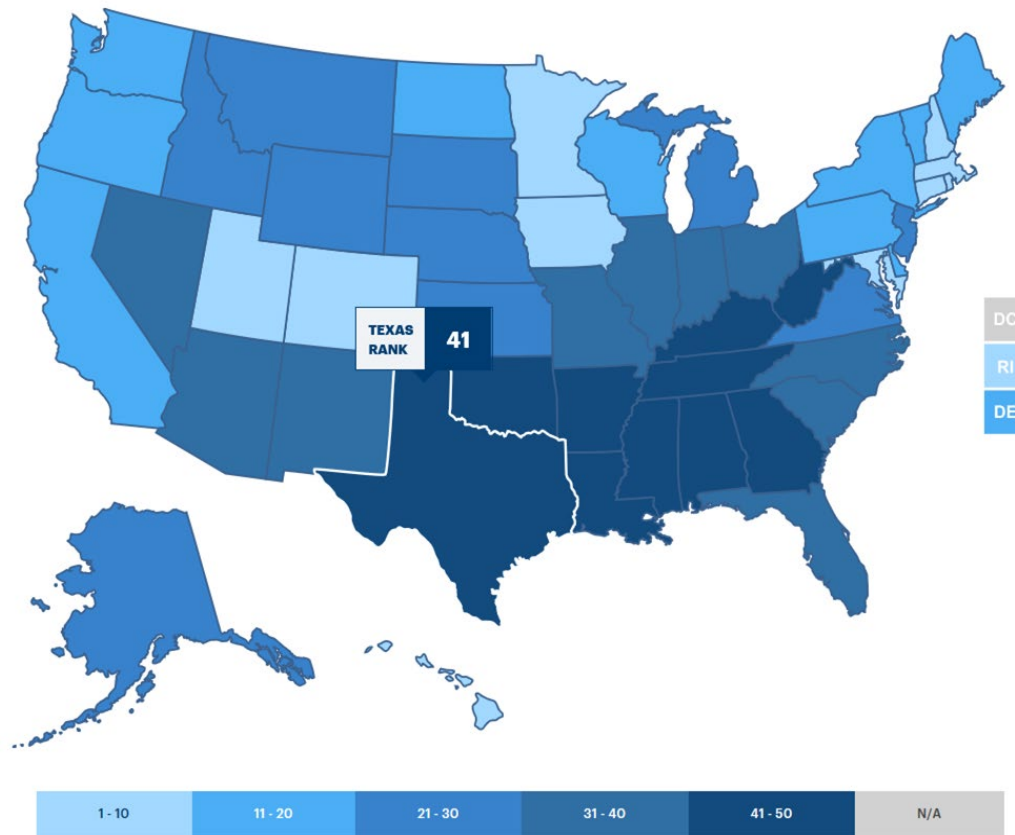 TEXAS
RANK
41
DC
RI
DE
1 - 10
11 - 20
21 - 30
31 - 40
41 - 50
N/A